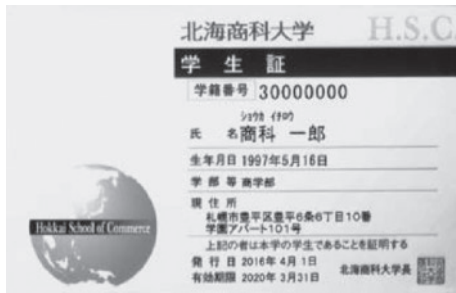 北海商科大学
H.S.C.
学生証
学籍番号 30000000
ショウカ イチロウ
氏 名 商科 一郎
生年月日 1997年5月16日
学部等 商学部
現住所
札幌市豊平区豊平6条6丁目10番
学園アパート101号
上記の者は本学の学生であることを証明する
発行日 2016年 4月 1日
有効期限 2020年 3月31日
北海商科大学長
Hokkai School of Commerce